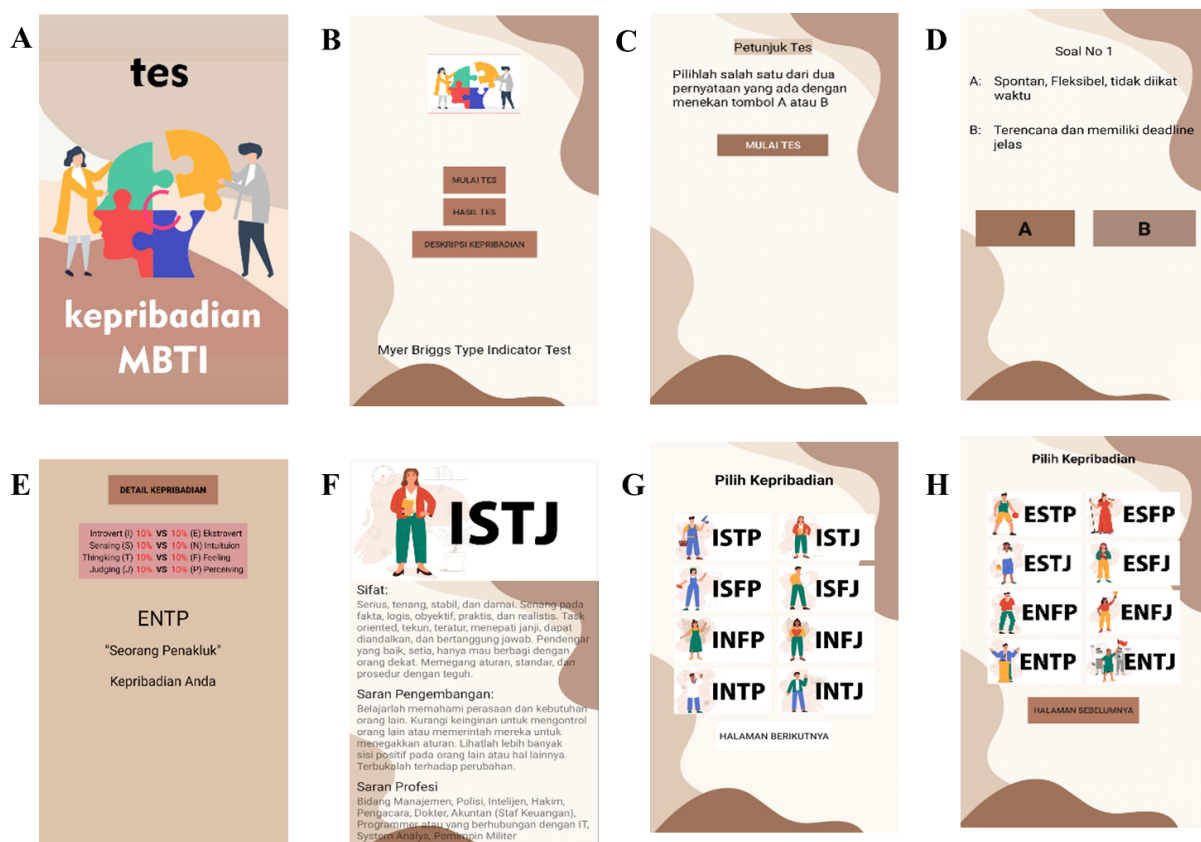 A
tes
kepribadian
MBTI
B
MULAI TES
HASIL TES
DESKRIPSI KEPRIBADIAN
Myer Briggs Type Indicator Test
C
Petunjuk Tes
Pilihlah salah satu dari dua
pernyataan yang ada dengan
menekan tombol A atau B
MULAI TES
D
Soal No 1
A: Spontan, Fleksibel, tidak diikat
waktu
B: Terencana dan memiliki deadline
jelas
A B
E
DETAIL KEPRIBADIAN
Introvert (I) 10% VS 10% (E) Ekstrovert
Sensing (S) 10% VS 10% (N) Intuituion
Thingking (T) 10% VS 10% (F) Feeling
Judging (J) 10% VS 10% (P) Perceiving
ENTP
"Seorang Penakluk"
Kepribadian Anda
F
ISTJ
Sifat:
Serius, tenang, stabil, dan damai. Senang pada
fakta, logis, obyektif, praktis, dan realistis. Task
oriented, tekun, teratur, menepati janji, dapat
diandalkan, dan bertanggung jawab. Pendengar
yang baik, setia, hanya mau berbagi dengan
orang dekat. Memegang aturan, standar, dan
prosedur dengan teguh.
Saran Pengembangan:
Belajarlah memahami perasaan dan kebutuhan
orang lain. Kurangi keinginan untuk mengontrol
orang lain atau memerintah mereka untuk
menegakkan aturan. Lihatlah lebih banyak
sisi positif pada orang lain atau hal lainnya.
Terbukalah terhadap perubahan.
Saran Profesi
Bidang Manajemen, Polisi, Intelijen, Hakim,
Pengacara, Dokter, Akuntan (Staf Keuangan),
Programmer atau yang berhubungan dengan IT,
System Analys, Pemimpin Militer
G
Pilih Kepribadian
ISTP ISTJ
ISFP ISFJ
INFP INFJ
INTP INTJ
HALAMAN BERIKUTNYA
H
Pilih Kepribadian
ESTP ESFP
ESTJ ESFJ
ENFP ENFJ
ENTP ENTJ
HALAMAN SEBELUMNYA